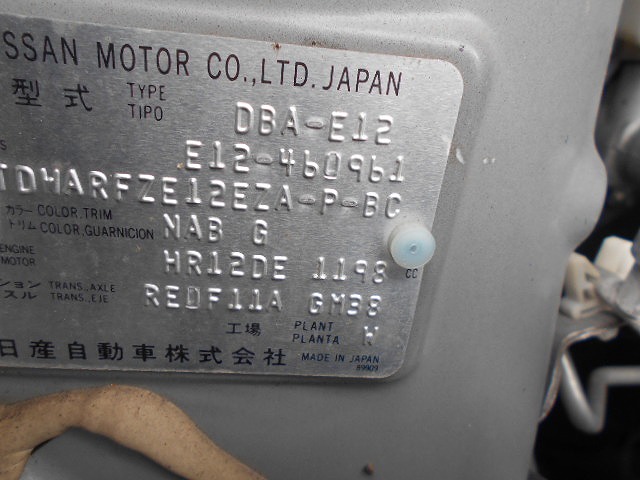 SSAN MOTOR CO.,LTD. JAPAN
型式 TYPE TIPO DBA-E12
E12-460961
TDMARFZE12EZA-P-BC
カラー COLOR,TRIM
トリム COLOR,GUARNICION NAB G
ENGINE
MOTOR HR12DE 1198 CC
ション TRANS.,AXLE
スル TRANS.,EJE REDF11A GM38
工場 PLANT PLANTA W
日産自動車株式会社 MADE IN JAPAN
89909